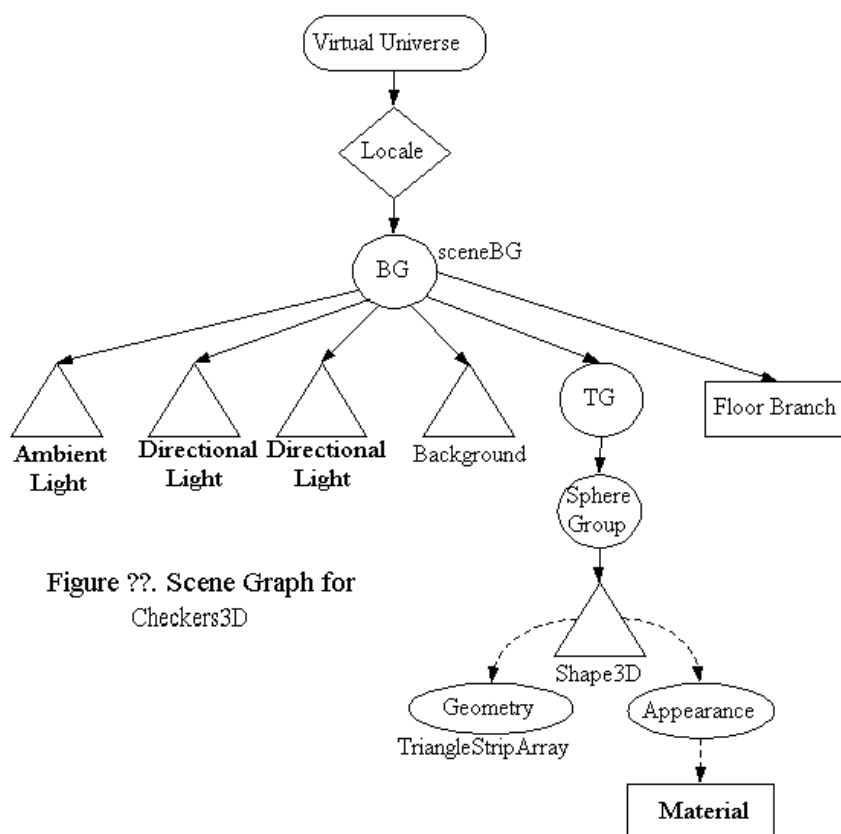 Virtual Universe
Locale
sceneBG
BG
TG
Floor Branch
Ambient
Light
Directional
Light
Directional
Light
Background
Sphere
Group
Figure ??. Scene Graph for
Checkers3D
Shape3D
Geometry
Appearance
TriangleStripArray
Material